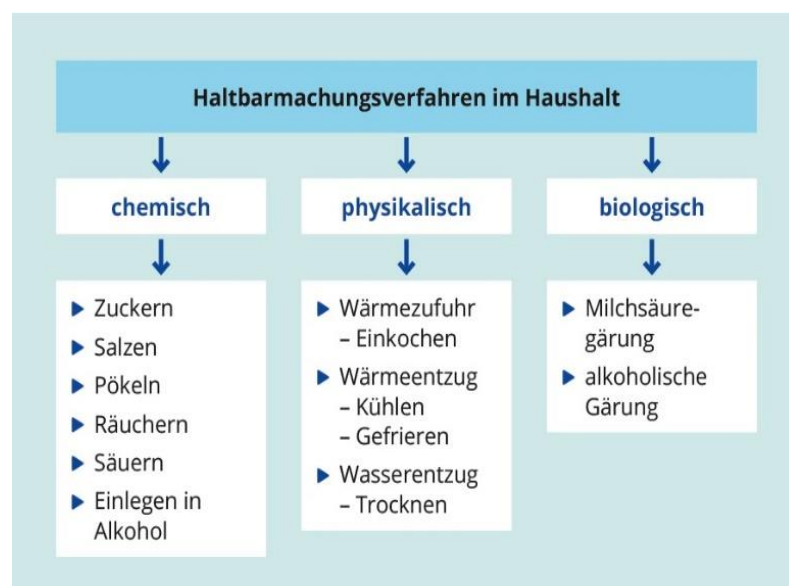 Haltbarmachungsverfahren im Haushalt
chemisch
Zuckern
Salzen
Pökeln
Räuchern
Säuern
Einlegen in
Alkohol
physikalisch
Wärmezufuhr
– Einkochen
Wärmeentzug
– Kühlen
– Gefrieren
Wasserentzug
– Trocknen
biologisch
Milchsäure-
gärung
alkoholische
Gärung